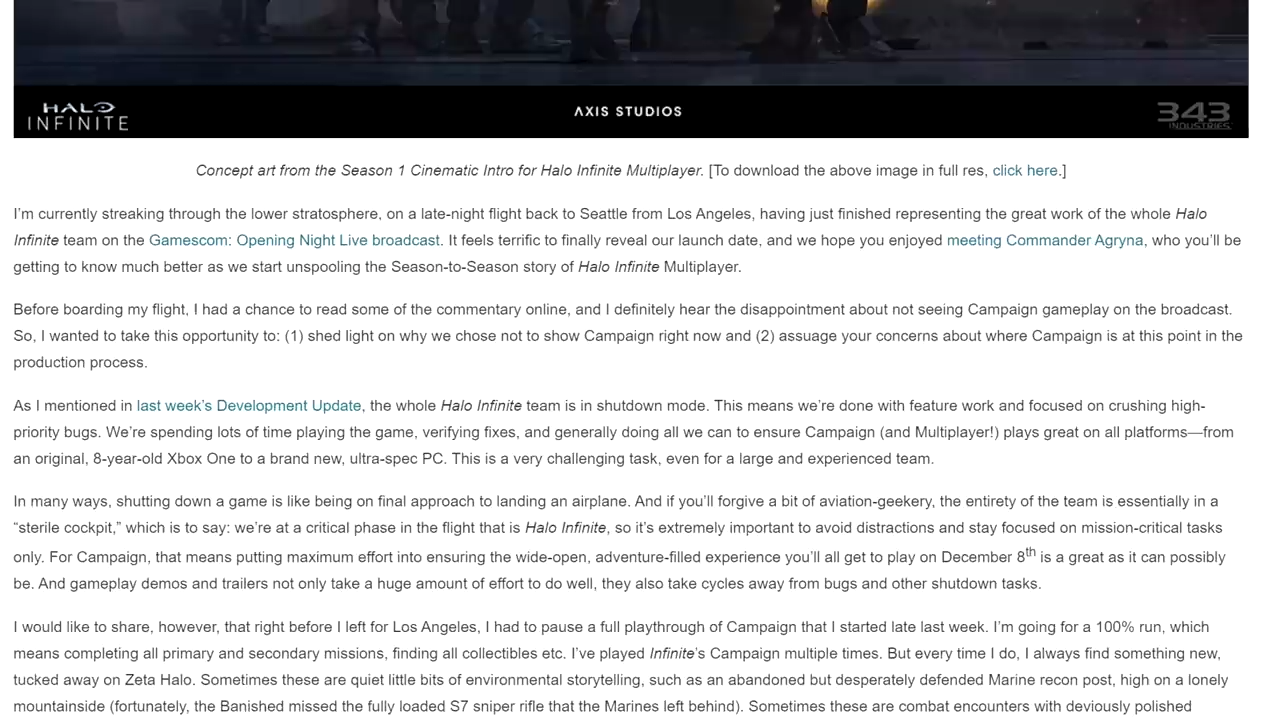 HALO
INFINITE
AXIS STUDIOS
343
INDUSTRIES
Concept art from the Season 1 Cinematic Intro for Halo Infinite Multiplayer. [To download the above image in full res, click here.]
I’m currently streaking through the lower stratosphere, on a late-night flight back to Seattle from Los Angeles, having just finished representing the great work of the whole Halo
Infinite team on the Gamescom: Opening Night Live broadcast. It feels terrific to finally reveal our launch date, and we hope you enjoyed meeting Commander Agryna, who you’ll be
getting to know much better as we start unspooling the Season-to-Season story of Halo Infinite Multiplayer.
Before boarding my flight, I had a chance to read some of the commentary online, and I definitely hear the disappointment about not seeing Campaign gameplay on the broadcast.
So, I wanted to take this opportunity to: (1) shed light on why we chose not to show Campaign right now and (2) assuage your concerns about where Campaign is at this point in the
production process.
As I mentioned in last week’s Development Update, the whole Halo Infinite team is in shutdown mode. This means we’re done with feature work and focused on crushing high-
priority bugs. We’re spending lots of time playing the game, verifying fixes, and generally doing all we can to ensure Campaign (and Multiplayer!) plays great on all platforms—from
an original, 8-year-old Xbox One to a brand new, ultra-spec PC. This is a very challenging task, even for a large and experienced team.
In many ways, shutting down a game is like being on final approach to landing an airplane. And if you’ll forgive a bit of aviation-geekery, the entirety of the team is essentially in a
“sterile cockpit,” which is to say: we’re at a critical phase in the flight that is Halo Infinite, so it’s extremely important to avoid distractions and stay focused on mission-critical tasks
only. For Campaign, that means putting maximum effort into ensuring the wide-open, adventure-filled experience you’ll all get to play on December 8th is a great as it can possibly
be. And gameplay demos and trailers not only take a huge amount of effort to do well, they also take cycles away from bugs and other shutdown tasks.
I would like to share, however, that right before I left for Los Angeles, I had to pause a full playthrough of Campaign that I started late last week. I’m going for a 100% run, which
means completing all primary and secondary missions, finding all collectibles etc. I’ve played Infinite’s Campaign multiple times. But every time I do, I always find something new,
tucked away on Zeta Halo. Sometimes these are quiet little bits of environmental storytelling, such as an abandoned but desperately defended Marine recon post, high on a lonely
mountainside (fortunately, the Banished missed the fully loaded S7 sniper rifle that the Marines left behind). Sometimes these are combat encounters with deviously polished